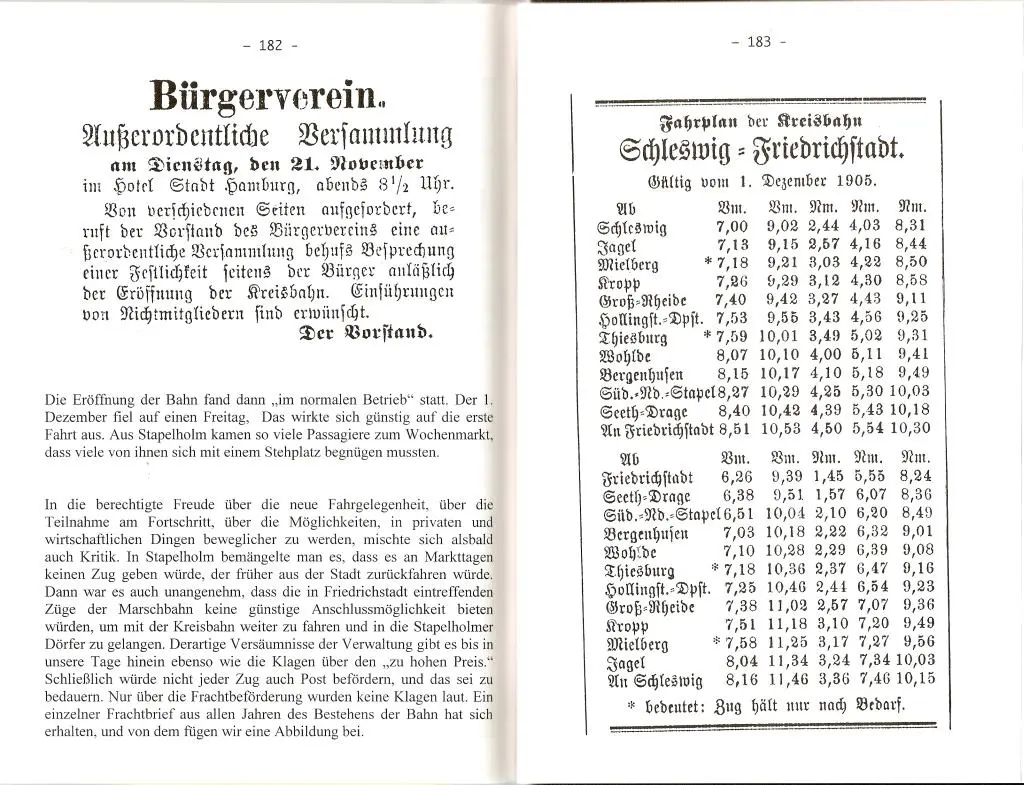 - 182 -
Bürgerverein.
Außerordentliche Versammlung
am Dienstag, den 21. November
im Hotel Stadt Hamburg, abends 8 1/2 Uhr.
Von verschiedenen Seiten aufgefordert, be=
ruft der Vorstand des Bürgervereins eine au=
ßerordentliche Versammlung behufs Besprechung
einer Festlichkeit seitens der Bürger anläßlich
der Eröffnung der Kreisbahn. Einführungen
von Nichtmitgliedern sind erwünscht.
Der Vorstand.
Die Eröffnung der Bahn fand dann „im normalen Betrieb“ statt. Der 1.
Dezember fiel auf einen Freitag, Das wirkte sich günstig auf die erste
Fahrt aus. Aus Stapelholm kamen so viele Passagiere zum Wochenmarkt,
dass viele von ihnen sich mit einem Stehplatz begnügen mussten.
In die berechtigte Freude über die neue Fahrgelegenheit, über die
Teilnahme am Fortschritt, über die Möglichkeiten, in privaten und
wirtschaftlichen Dingen beweglicher zu werden, mischte sich alsbald
auch Kritik. In Stapelholm bemängelte man es, dass es an Markttagen
keinen Zug geben würde, der früher aus der Stadt zurückfahren würde.
Dann war es auch unangenehm, dass die in Friedrichstadt eintreffenden
Züge der Marschbahn keine günstige Anschlussmöglichkeit bieten
würden, um mit der Kreisbahn weiter zu fahren und in die Stapelholmer
Dörfer zu gelangen. Derartige Versäumnisse der Verwaltung gibt es bis in
unsere Tage hinein ebenso wie die Klagen über den „zu hohen Preis.“
Schließlich würde nicht jeder Zug auch Post befördern, und das sei zu
bedauern. Nur über die Frachtbeförderung wurden keine Klagen laut. Ein
einzelner Frachtbrief aus allen Jahren des Bestehens der Bahn hat sich
erhalten, und von dem fügen wir eine Abbildung bei.
- 183 -
Fahrplan der Kreisbahn
Schleswig = Friedrichstadt.
Gültig vom 1. Dezember 1905.
Ab Vm. Vm. Nm. Nm. Nm.
Schleswig 7,00 9,02 2,44 4,03 8,31
Jagel 7,13 9,15 2,57 4,16 8,44
Mielberg * 7,18 9,21 3,03 4,22 8,50
Kropp 7,26 9,29 3,12 4,30 8,58
Groß=Rheide 7,40 9,42 3,27 4,43 9,11
Hollingst.=Dpst. 7,53 9,55 3,43 4,56 9,25
Thiesburg * 7,59 10,01 3,49 5,02 9,31
Wohlde 8,07 10,10 4,00 5,11 9,41
Bergenhusen 8,15 10,17 4,10 5,18 9,49
Süd.=Nd.=Stapel 8,27 10,29 4,25 5,30 10,03
Seeth=Drage 8,40 10,42 4,39 5,43 10,18
An Friedrichstadt 8,51 10,53 4,50 5,54 10,30
Ab Vm. Vm. Nm. Nm. Nm.
Friedrichstadt 6,26 9,39 1,45 5,55 8,24
Seeth=Drage 6,38 9,51 1,57 6,07 8,36
Süd.=Nd.=Stapel 6,51 10,04 2,10 6,20 8,49
Bergenhusen 7,03 10,18 2,22 6,32 9,01
Wohlde 7,10 10,28 2,29 6,39 9,08
Thiesburg * 7,18 10,36 2,37 6,47 9,16
Hollingst.=Dpst. 7,25 10,46 2,44 6,54 9,23
Groß=Rheide 7,38 11,02 2,57 7,07 9,36
Kropp 7,51 11,18 3,10 7,20 9,49
Mielberg * 7,58 11,25 3,17 7,27 9,56
Jagel 8,04 11,34 3,24 7,34 10,03
An Schleswig 8,16 11,46 3,36 7,46 10,15
* bedeutet: Zug hält nur nach Bedarf.